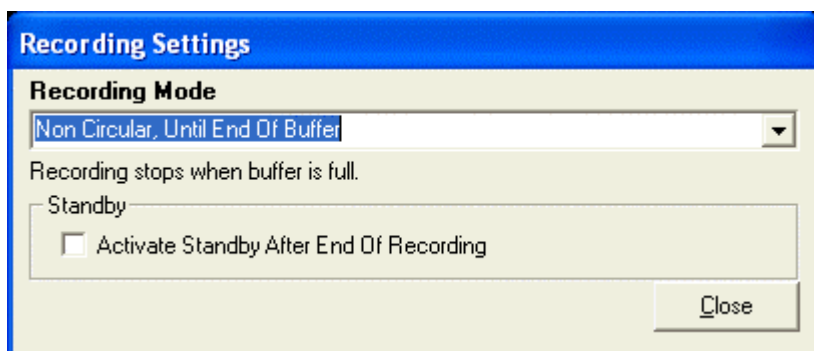 Recording Settings
Recording Mode
Non Circular, Until End Of Buffer
Recording stops when buffer is full.
Standby
Activate Standby After End Of Recording
Close